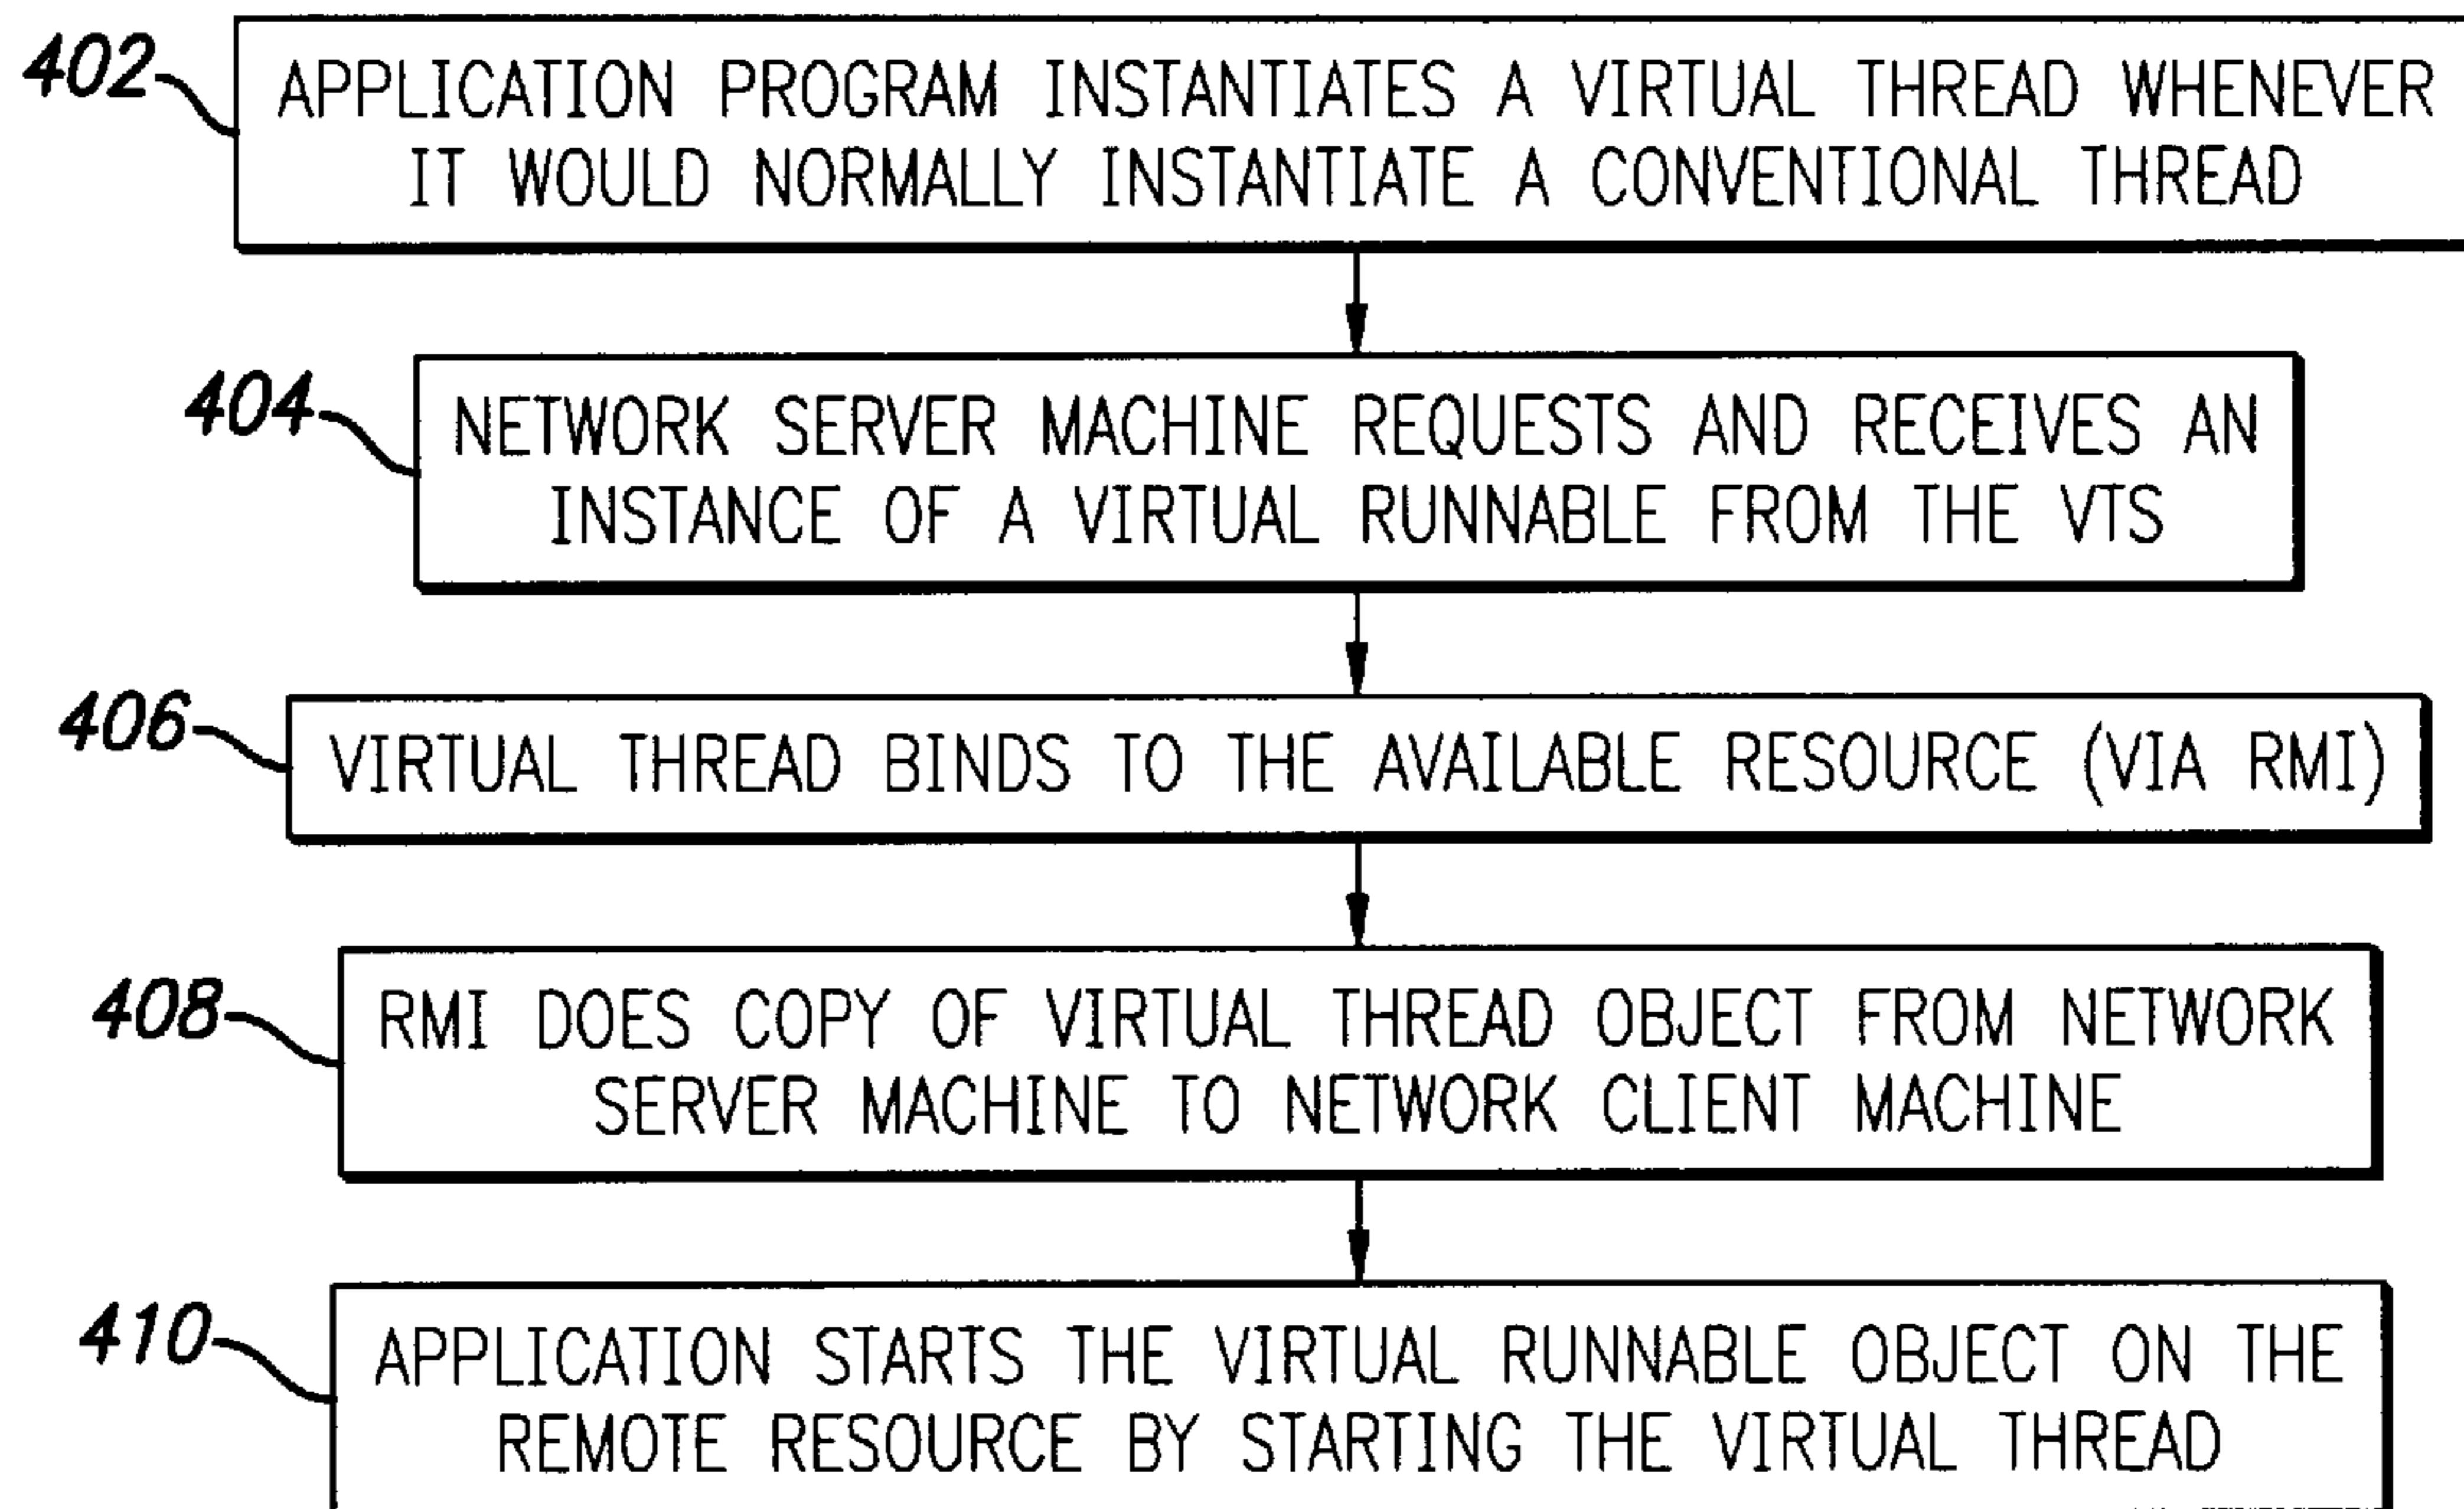 402
APPLICATION PROGRAM INSTANTIATES A VIRTUAL THREAD WHENEVER
IT WOULD NORMALLY INSTANTIATE A CONVENTIONAL THREAD
404
NETWORK SERVER MACHINE REQUESTS AND RECEIVES AN
INSTANCE OF A VIRTUAL RUNNABLE FROM THE VTS
406
VIRTUAL THREAD BINDS TO THE AVAILABLE RESOURCE (VIA RMI)
408
RMI DOES COPY OF VIRTUAL THREAD OBJECT FROM NETWORK
SERVER MACHINE TO NETWORK CLIENT MACHINE
410
APPLICATION STARTS THE VIRTUAL RUNNABLE OBJECT ON THE
REMOTE RESOURCE BY STARTING THE VIRTUAL THREAD